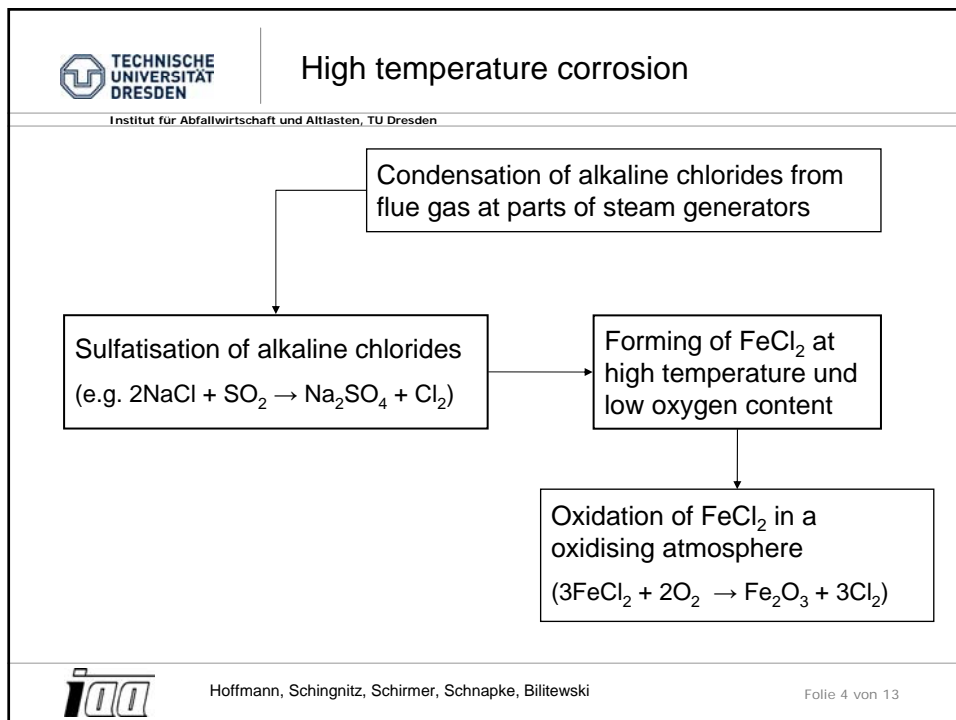 TECHNISCHE
UNIVERSITÄT
DRESDEN
High temperature corrosion
Institut für Abfallwirtschaft und Altlasten, TU Dresden
Condensation of alkaline chlorides from
flue gas at parts of steam generators
Sulfatisation of alkaline chlorides
(e.g. 2NaCl + SO₂ → Na₂SO₄ + Cl₂)
Forming of FeCl₂ at
high temperature und
low oxygen content
Oxidation of FeCl₂ in a
oxidising atmosphere
(3FeCl₂ + 2O₂ → Fe₂O₃ + 3Cl₂)
iaa
Hoffmann, Schingnitz, Schirmer, Schnapke, Bilitewski
Folie 4 von 13